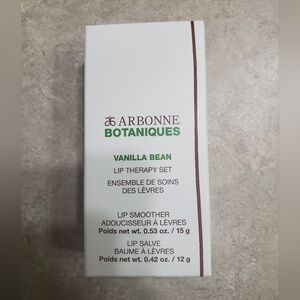 ARBONNE.
BOTANIQUES
VANILLA BEAN
LIP THERAPY SET
ENSEMBLE DE SOINS
DES LÈVRES
LIP SMOOTHER
ADOUCISSEUR À LÈVRES
Poids net wt. 0.53 oz. / 15 g
LIP SALVE
BAUME À LÈVRES
Poids net wt. 0.42 oz. / 12 g